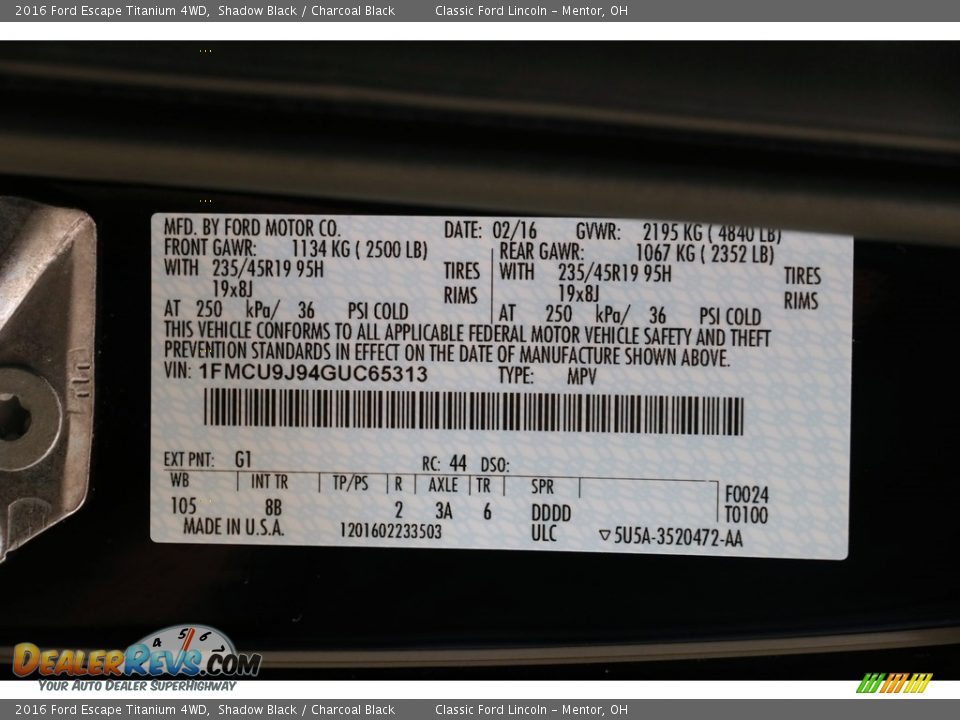 2016 Ford Escape Titanium 4WD, Shadow Black / Charcoal Black Classic Ford Lincoln - Mentor, OH
MFD. BY FORD MOTOR CO. DATE: 02/16 GVWR: 2195 KG ( 4840 LB)
FRONT GAWR: 1134 KG ( 2500 LB) REAR GAWR: 1067 KG ( 2352 LB)
WITH 235/45R19 95H TIRES WITH 235/45R19 95H TIRES
19x8J RIMS 19x8J RIMS
AT 250 kPa/ 36 PSI COLD AT 250 kPa/ 36 PSI COLD
THIS VEHICLE CONFORMS TO ALL APPLICABLE FEDERAL MOTOR VEHICLE SAFETY AND THEFT
PREVENTION STANDARDS IN EFFECT ON THE DATE OF MANUFACTURE SHOWN ABOVE.
VIN: 1FMCU9J94GUC65313 TYPE: MPV
EXT PNT: G1 RC: 44 DSO:
WB INT TR TP/PS R AXLE TR SPR F0024
105 8B 2 3A 6 DDDD T0100
MADE IN U.S.A. 1201602233503 ULC ▽5U5A-3520472-AA
4 5 6
DEALERREVS.COM
YOUR AUTO DEALER SUPERHIGHWAY
2016 Ford Escape Titanium 4WD, Shadow Black / Charcoal Black Classic Ford Lincoln - Mentor, OH